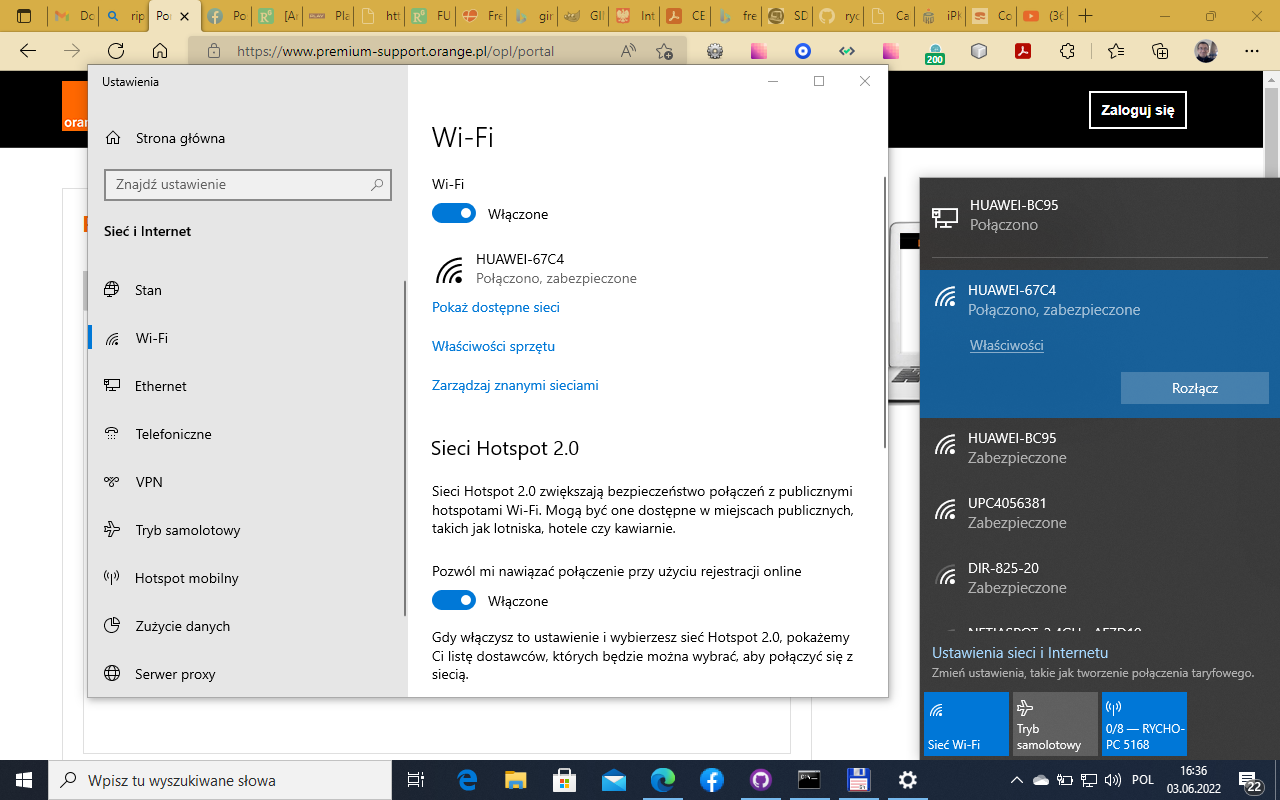 Do
rip
Po
Po
[A
Pla
htt
FU
Fre
gir
GII
Int
CE
fre
SD
ryc
Ca
iPł
Co
(36
https://www.premium-support.orange.pl/opl/portal
200
Zaloguj się
Ustawienia
Strona główna
Znajdź ustawienie
Sieć i Internet
Stan
Wi-Fi
Ethernet
Telefoniczne
VPN
Tryb samolotowy
Hotspot mobilny
Zużycie danych
Serwer proxy
Wi-Fi
Wi-Fi
Włączone
HUAWEI-67C4
Połączono, zabezpieczone
Pokaż dostępne sieci
Właściwości sprzętu
Zarządzaj znanymi sieciami
Sieci Hotspot 2.0
Sieci Hotspot 2.0 zwiększają bezpieczeństwo połączeń z publicznymi
hotspotami Wi-Fi. Mogą być one dostępne w miejscach publicznych,
takich jak lotniska, hotele czy kawiarnie.
Pozwól mi nawiązać połączenie przy użyciu rejestracji online
Włączone
Gdy włączysz to ustawienie i wybierzesz sieć Hotspot 2.0, pokażemy
Ci listę dostawców, których będzie można wybrać, aby połączyć się z
siecią.
HUAWEI-BC95
Połączono
HUAWEI-67C4
Połączono, zabezpieczone
Właściwości
Rozłącz
HUAWEI-BC95
Zabezpieczone
UPC4056381
Zabezpieczone
DIR-825-20
Zabezpieczone
Ustawienia sieci i Internetu
Zmień ustawienia, takie jak tworzenie połączenia taryfowego.
Sieć Wi-Fi
Tryb
samolotowy
0/8 — RYCHO-
PC 5168
Wpisz tu wyszukiwane słowa
POL
16:36
03.06.2022
22